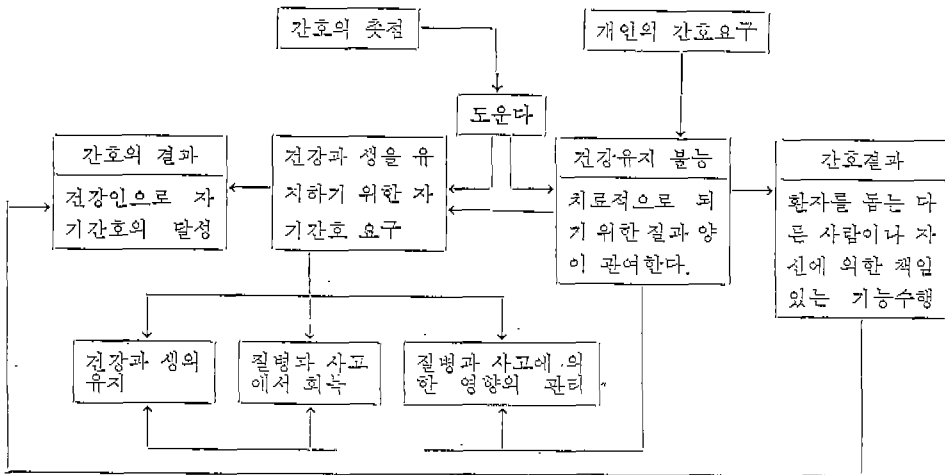 간호의 촛점
개인의 간호요구
도운다
간호의 결과
건강인으로 자
기간호의 달성
건강과 생을 유
지하기 위한 자
기간호 요구
건강유지 불능
치료적으로 되
기 위한 질과 양
이 관여한다.
간호결과
환자를 돕는 다
른 사람이나 자
신에 의한 책임
있는 기능수행
건강과 생의
유지
질병과 사고
에서 회복
질병과 사고에 의
한 영향의 관리